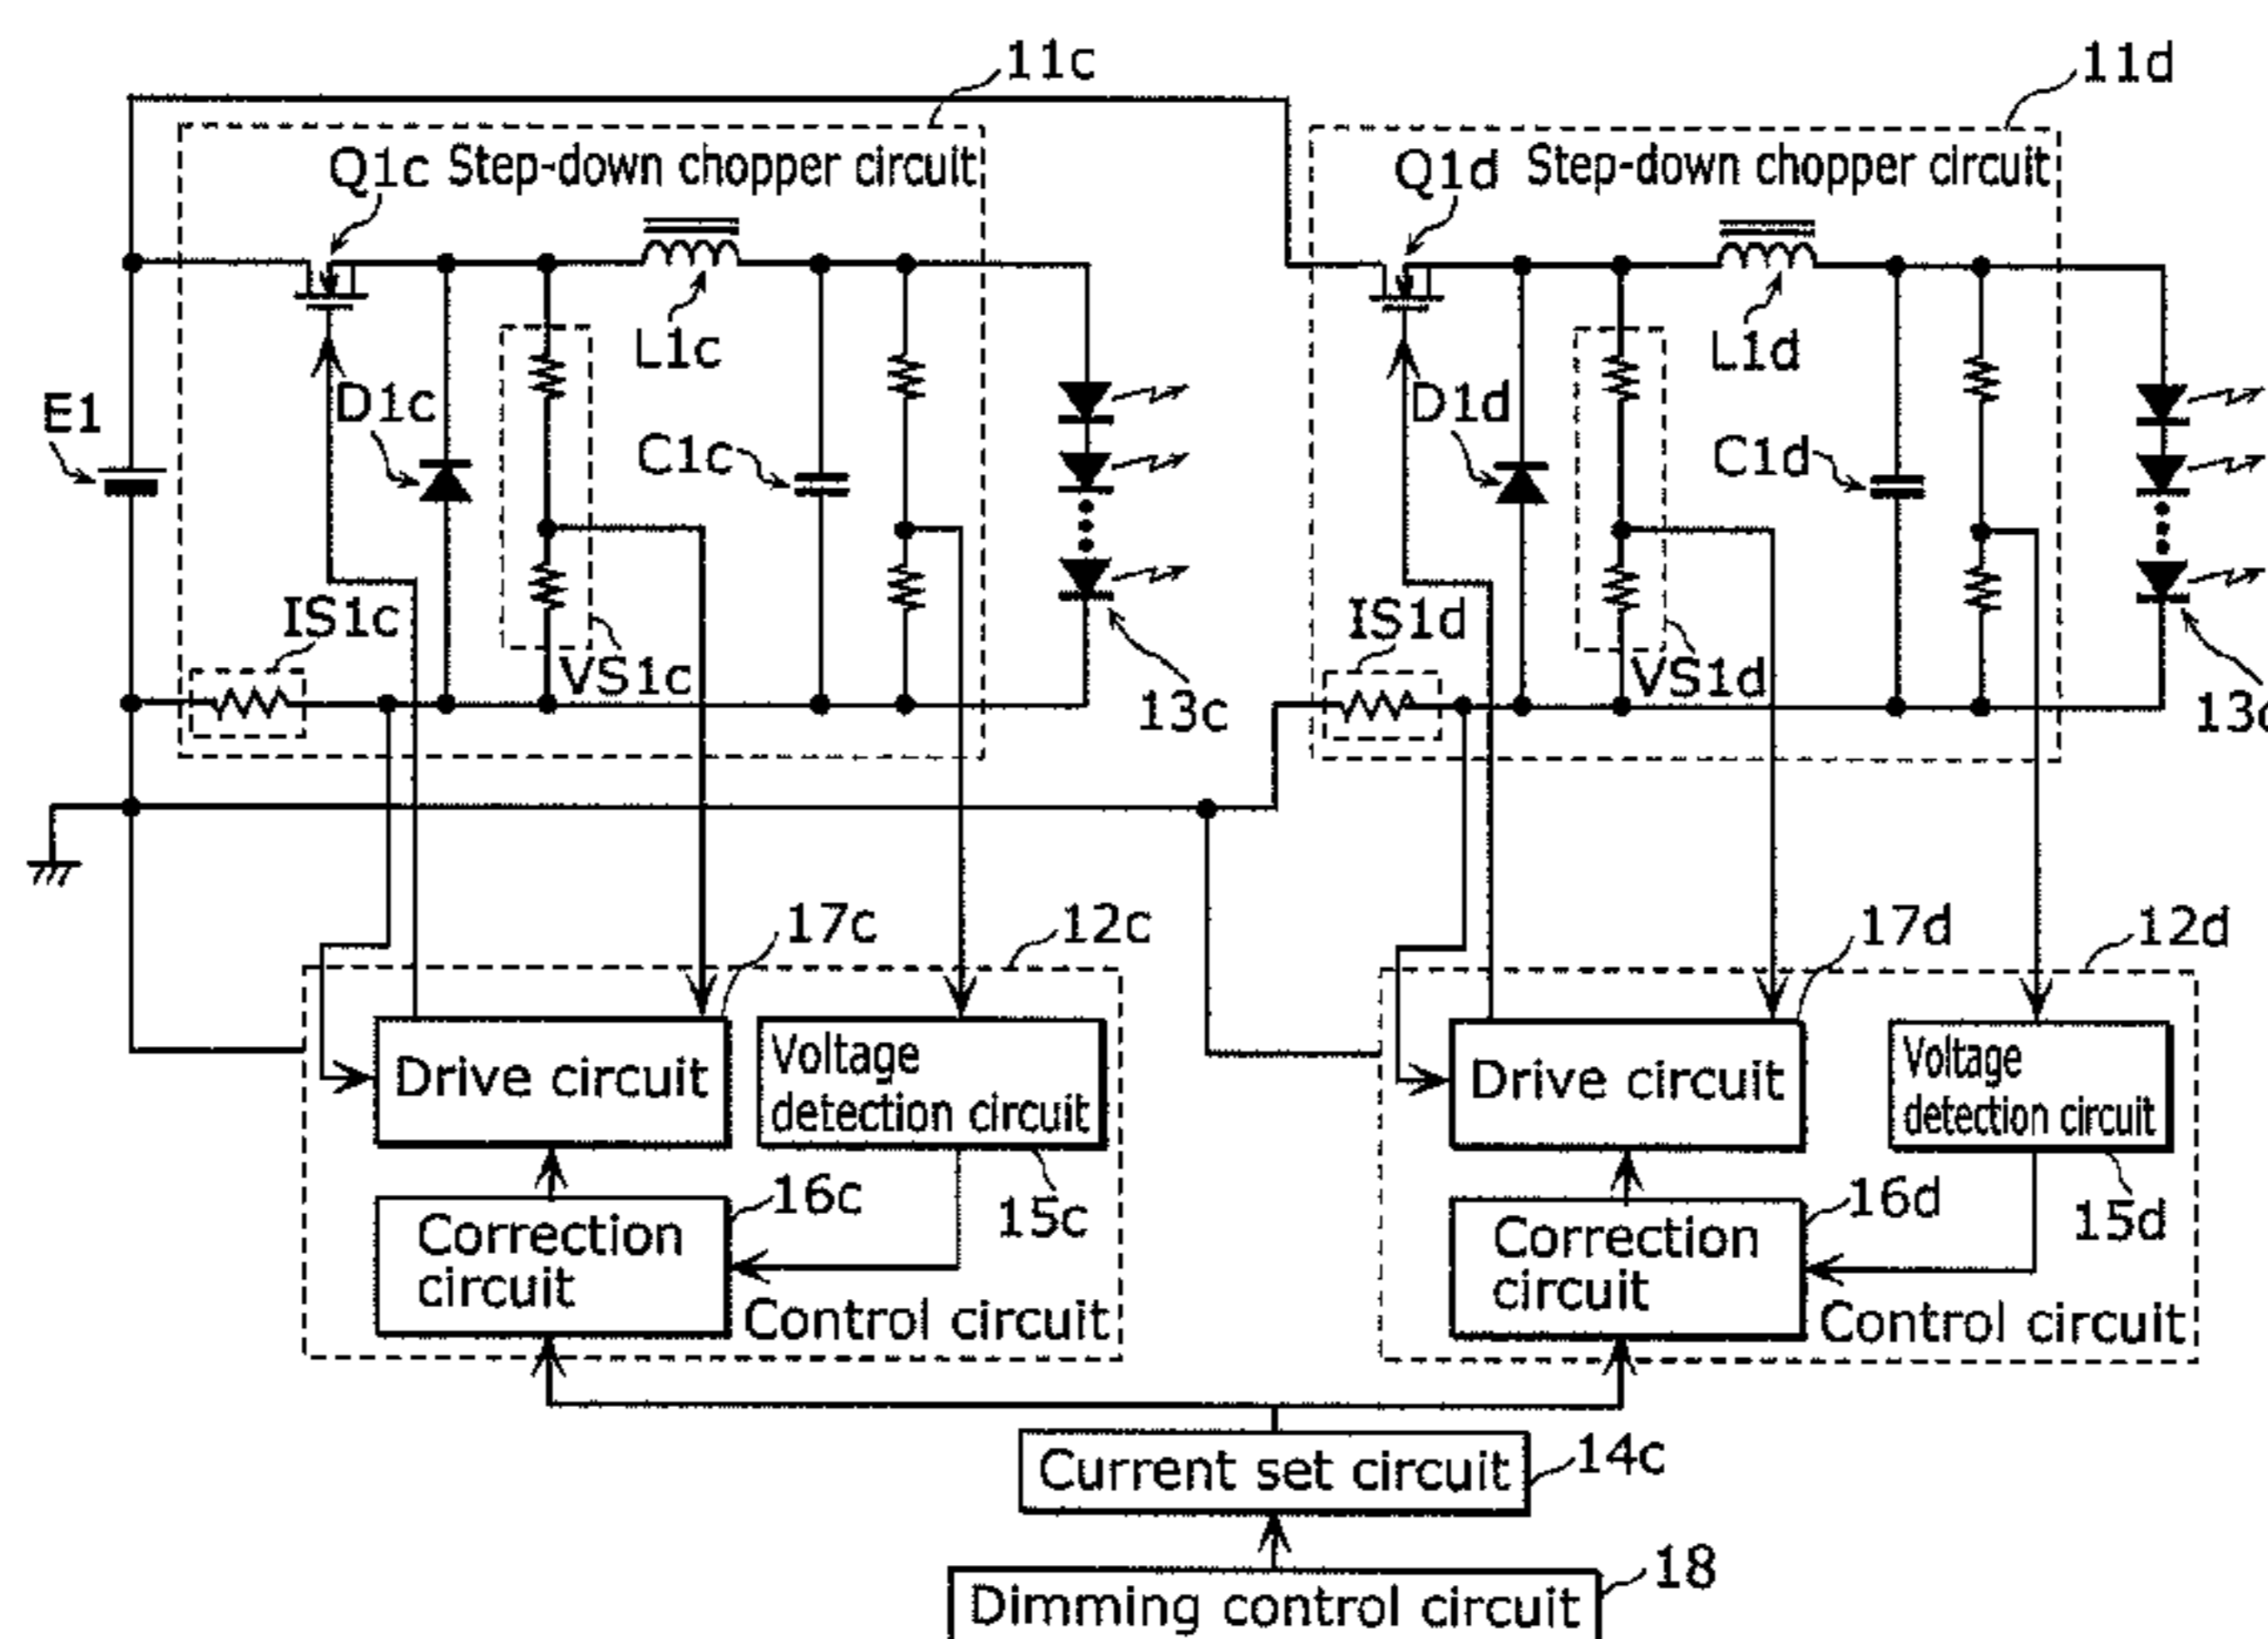 11c
11d
Q1c
Step-down chopper circuit
Q1d
Step-down chopper circuit
L1c
L1d
E1
D1c
D1d
C1c
C1d
IS1c
IS1d
VS1c
VS1d
13c
17c
12c
17d
12d
Drive circuit
Voltage
detection circuit
Drive circuit
Voltage
detection circuit
16c
15c
16d
15d
Correction
circuit
Correction
circuit
Control circuit
Control circuit
Current set circuit
14c
Dimming control circuit
18